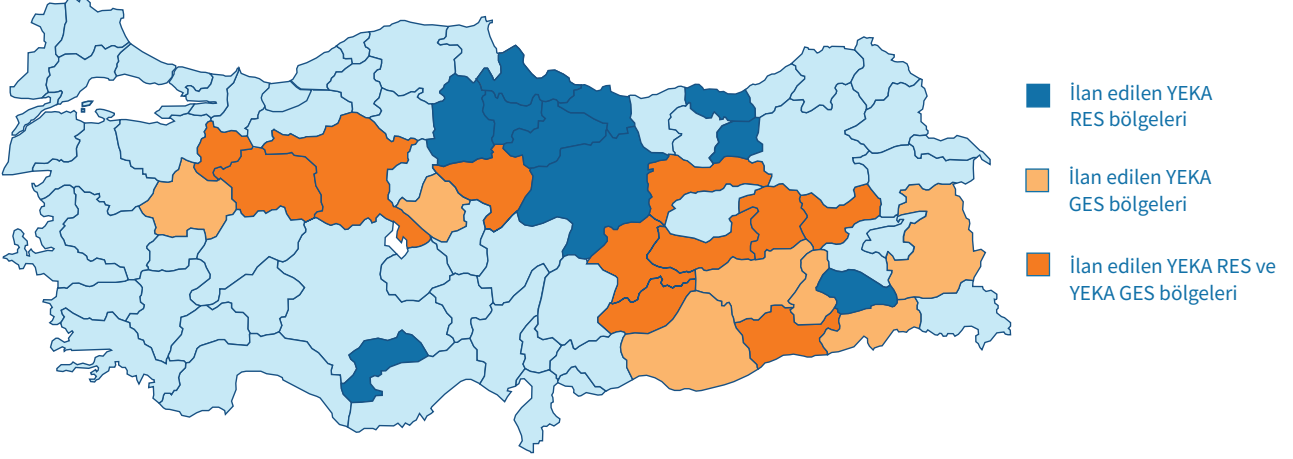 İlan edilen YEKA
RES bölgeleri
İlan edilen YEKA
GES bölgeleri
İlan edilen YEKA RES ve
YEKA GES bölgeleri